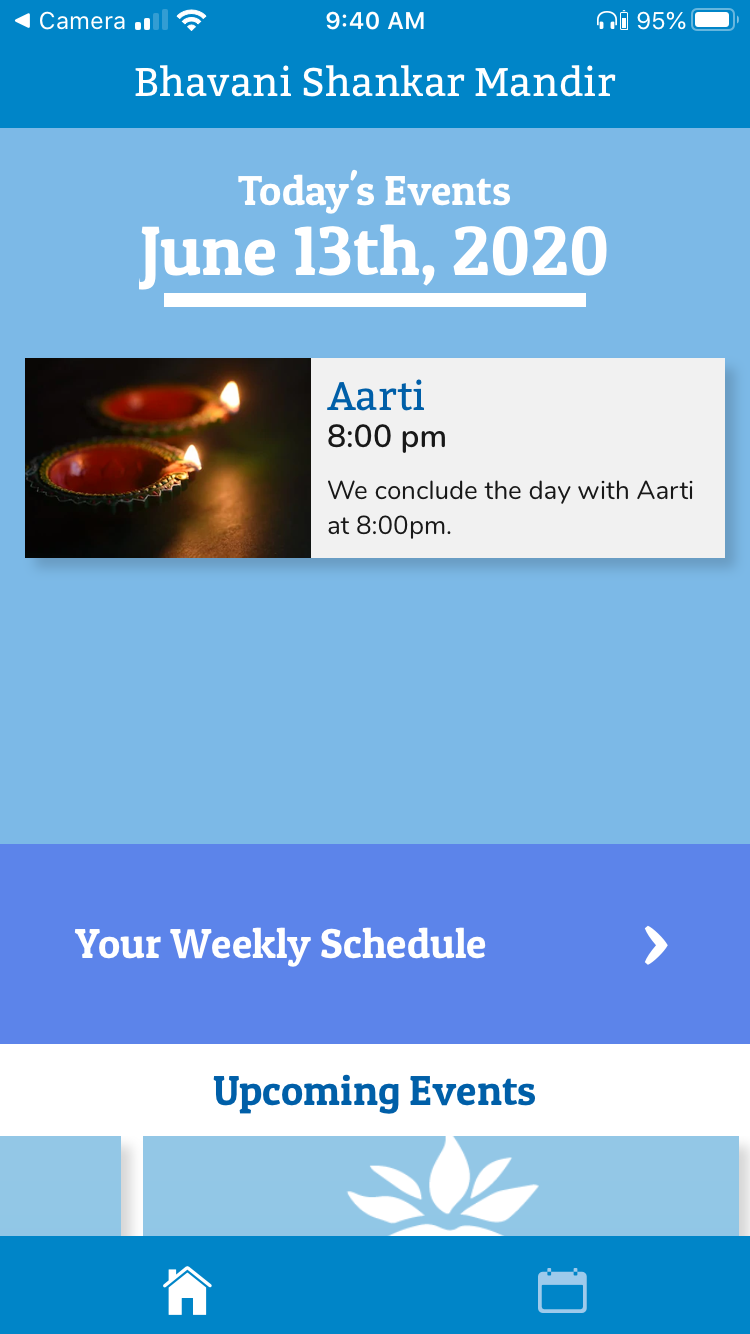 Camera 9:40 AM 95%
Bhavani Shankar Mandir
Today's Events
June 13th, 2020
Aarti
8:00 pm
We conclude the day with Aarti
at 8:00pm.
Your Weekly Schedule
Upcoming Events